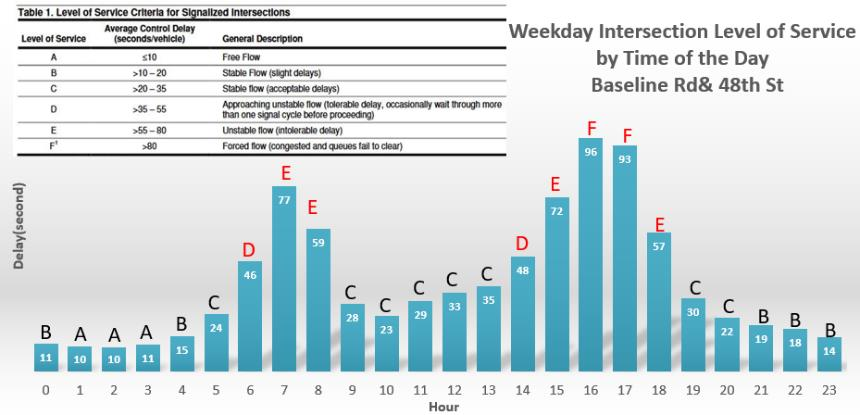 Table 1. Level of Service Criteria for Signalized Intersections
Level of Service Average Control Delay (seconds/vehicle) General Description
A ≤10 Free Flow
B >10 – 20 Stable Flow (slight delays)
C >20 – 35 Stable flow (acceptable delays)
D >35 – 55 Approaching unstable flow (tolerable delay, occasionally wait through more
than one signal cycle before proceeding)
E >55 – 80 Unstable flow (intolerable delay)
F¹ >80 Forced flow (congested and queues fail to clear)
Weekday Intersection Level of Service
by Time of the Day
Baseline Rd& 48th St
Delay(second)
B A A A B C D E E C C C C C D E F F E C C B B B
11 10 10 11 15 24 46 77 59 28 23 29 33 35 48 72 96 93 57 30 22 19 18 14
0 1 2 3 4 5 6 7 8 9 10 11 12 13 14 15 16 17 18 19 20 21 22 23
Hour